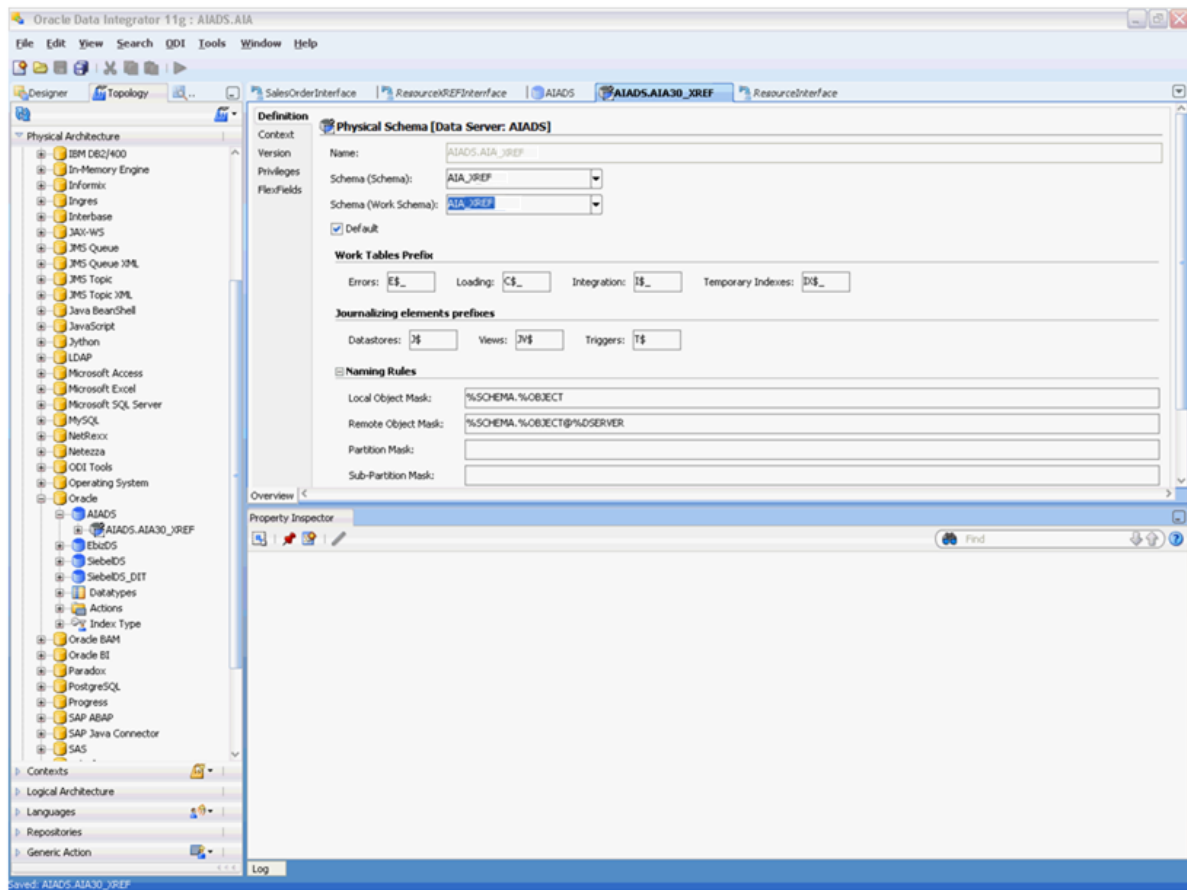 Oracle Data Integrator 11g : AIADS.AIA
File Edit View Search ODI Tools Window Help
Designer Topology
SalesOrderInterface ResourceXREFInternface AIADS AIADS.AIA30_XREF ResourceInterface
Physical Architecture
IBM DB2/400
In-Memory Engine
Informix
Ingres
Interbase
JAX-WS
JMS Queue
JMS Queue XML
JMS Topic
JMS Topic XML
Java BeanShell
JavaScript
Jython
LDAP
Microsoft Access
Microsoft Excel
Microsoft SQL Server
MySQL
NetRexx
Netezza
ODI Tools
Operating System
Oracle
AIADS
AIADS.AIA30_XREF
EbizDS
SiebelDS
SiebelDS_DIT
Datatypes
Actions
Index Type
Oracle BAM
Oracle BI
Paradox
PostgreSQL
Progress
SAP ABAP
SAP Java Connector
SAS
Contexts
Logical Architecture
Languages
Repositories
Generic Action
Definition
Context
Version
Privileges
FlexFields
Physical Schema [Data Server: AIADS]
Name: AIADS.AIA_XREF
Schema (Schema): AIA_XREF
Schema (Work Schema): AIA_XREF
Default
Work Tables Prefix
Errors: E$_ Loading: C$_ Integration: I$_ Temporary Indexes: IX$_
Journalizing elements prefixes
Datastores: J$ Views: JV$ Triggers: T$
Naming Rules
Local Object Mask: %SCHEMA.%OBJECT
Remote Object Mask: %SCHEMA.%OBJECT@%DSERVER
Partition Mask:
Sub-Partition Mask:
Overview
Property Inspector
Find
Log
Saved: AIADS.AIA30_XREF